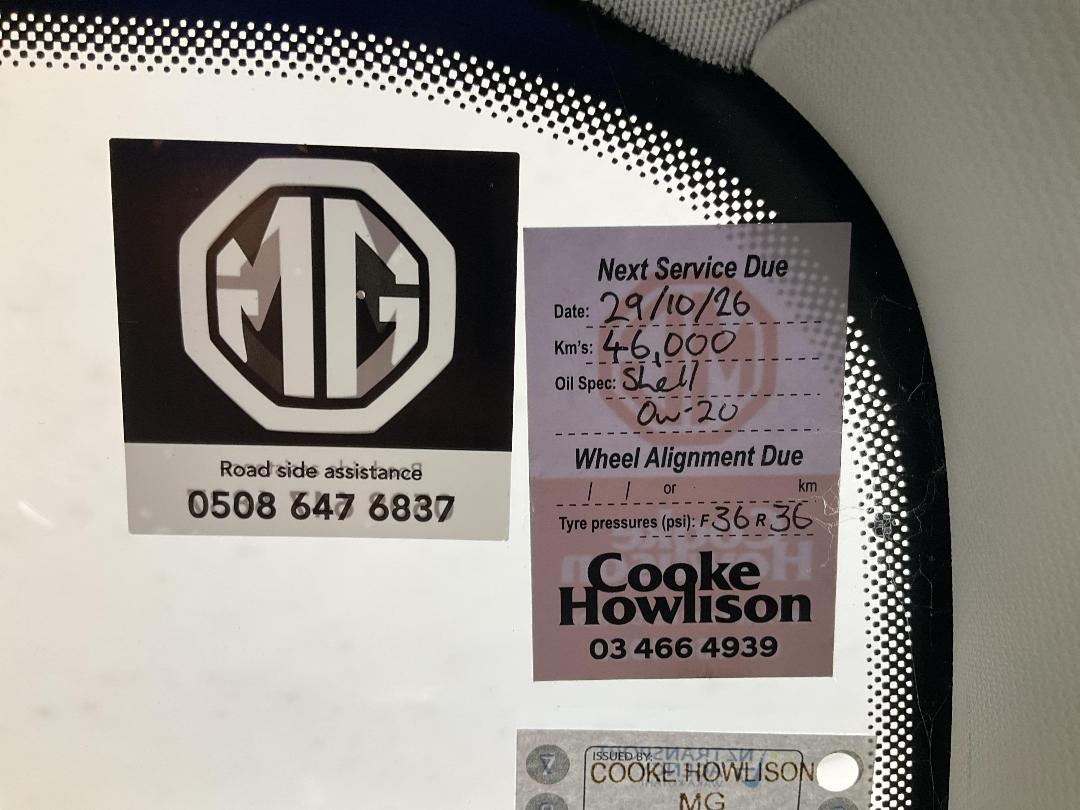 MG
Road side assistance
0508 647 6837
Next Service Due
Date: 29/10/26
Km's: 46,000
Oil Spec: Shell
0w-20
Wheel Alignment Due
/ / or km
Tyre pressures (psi): F 36 R 36
Cooke
Howlison
03 466 4939
ISSUED BY:
COOKE HOWLISON
MG